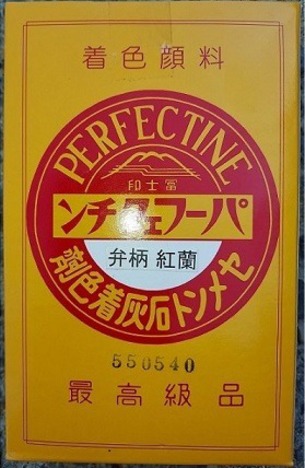 着色顔料
PERFECTINE
冨士印
パーフェクチン
弁柄 紅蘭
セメント石灰着色剤
550540
最高級品